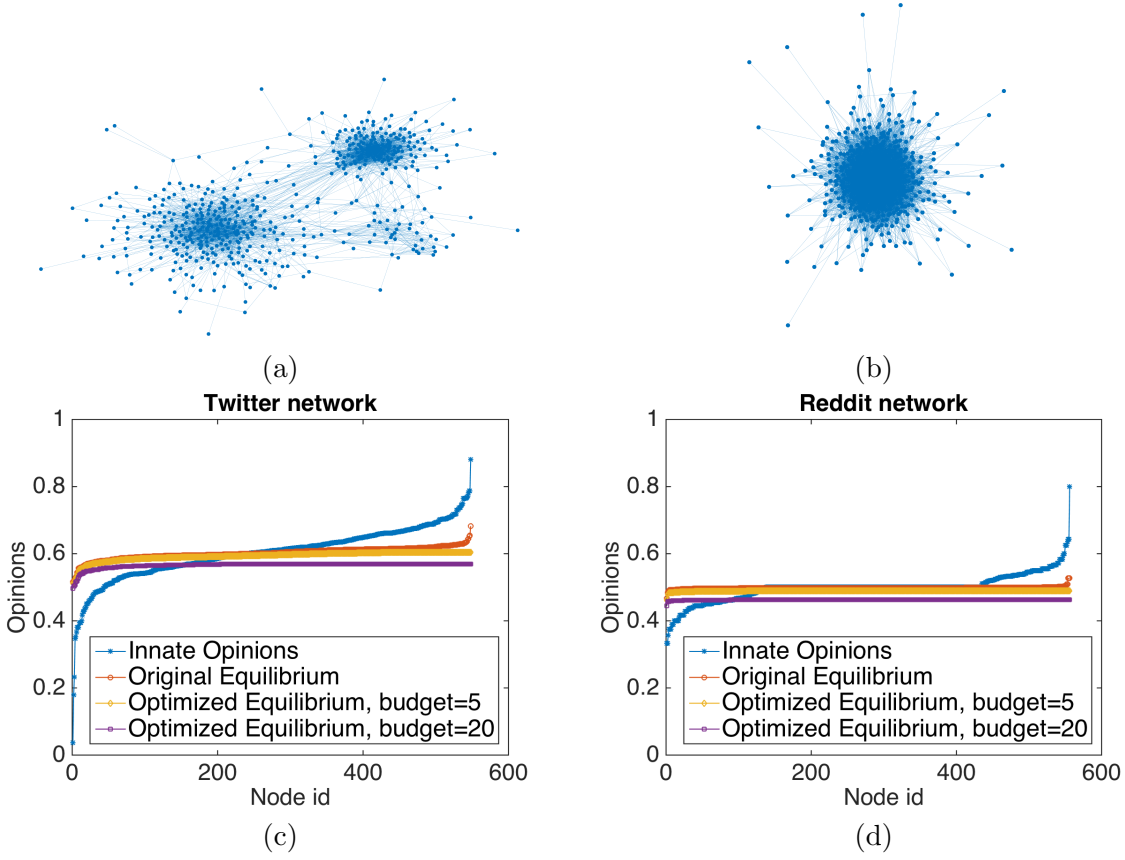 (a)
(b)
Twitter network
1
0.8
0.6
0.4
0.2
0
Opinions
Innate Opinions
Original Equilibrium
Optimized Equilibrium, budget=5
Optimized Equilibrium, budget=20
0
200
400
600
Node id
(c)
Reddit network
1
0.8
0.6
0.4
0.2
0
Opinions
Innate Opinions
Original Equilibrium
Optimized Equilibrium, budget=5
Optimized Equilibrium, budget=20
0
200
400
600
Node id
(d)